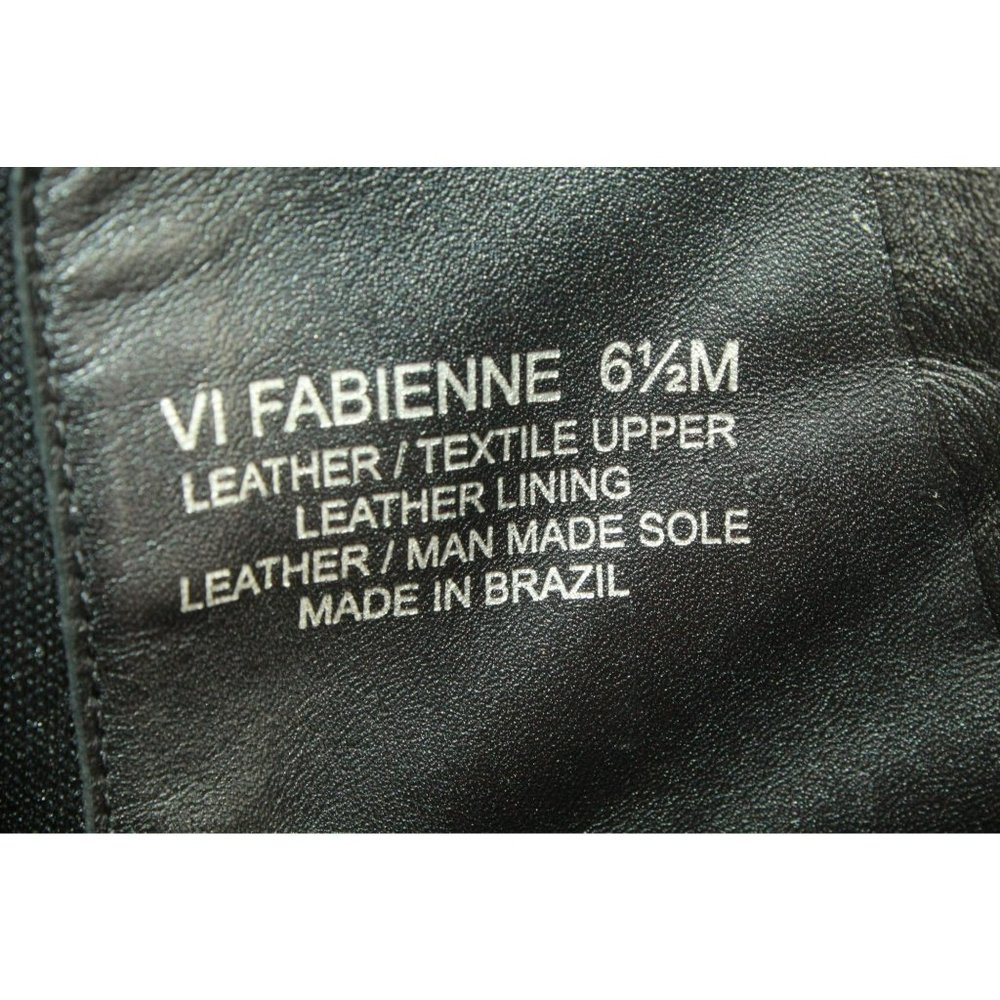 VI FABIENNE 6½M
LEATHER / TEXTILE UPPER
LEATHER LINING
LEATHER / MAN MADE SOLE
MADE IN BRAZIL